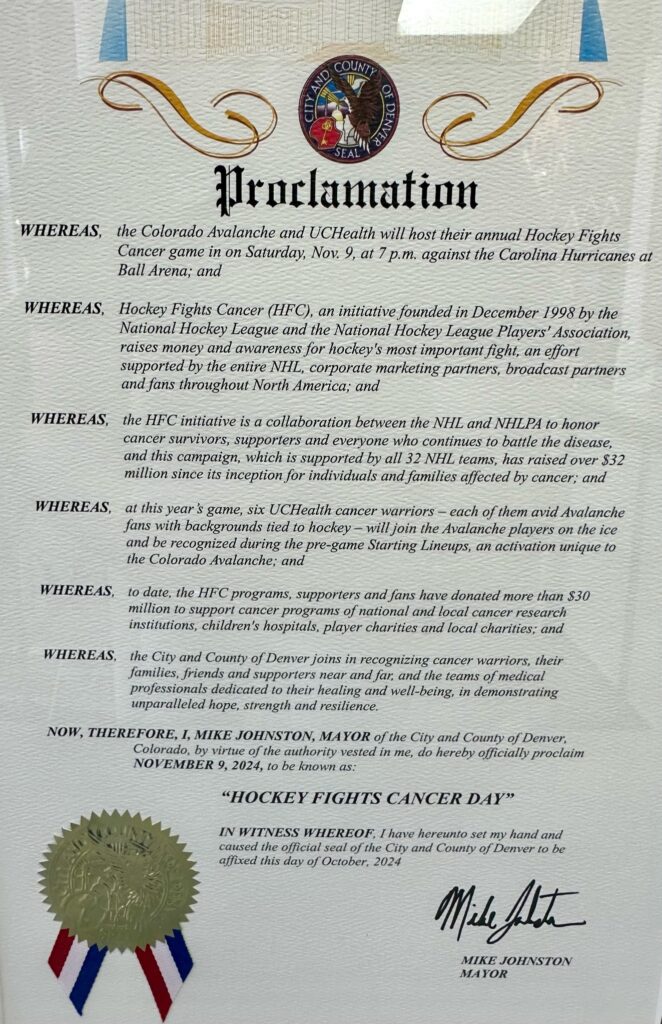 CITY AND COUNTY OF DENVER
SEAL
Proclamation
WHEREAS, the Colorado Avalanche and UCHealth will host their annual Hockey Fights
Cancer game in on Saturday, Nov. 9, at 7 p.m. against the Carolina Hurricanes at
Ball Arena; and
WHEREAS, Hockey Fights Cancer (HFC), an initiative founded in December 1998 by the
National Hockey League and the National Hockey League Players' Association,
raises money and awareness for hockey's most important fight, an effort
supported by the entire NHL, corporate marketing partners, broadcast partners
and fans throughout North America; and
WHEREAS, the HFC initiative is a collaboration between the NHL and NHLPA to honor
cancer survivors, supporters and everyone who continues to battle the disease,
and this campaign, which is supported by all 32 NHL teams, has raised over $32
million since its inception for individuals and families affected by cancer; and
WHEREAS, at this year's game, six UCHealth cancer warriors – each of them avid Avalanche
fans with backgrounds tied to hockey – will join the Avalanche players on the ice
and be recognized during the pre-game Starting Lineups, an activation unique to
the Colorado Avalanche; and
WHEREAS, to date, the HFC programs, supporters and fans have donated more than $30
million to support cancer programs of national and local cancer research
institutions, children's hospitals, player charities and local charities; and
WHEREAS, the City and County of Denver joins in recognizing cancer warriors, their
families, friends and supporters near and far, and the teams of medical
professionals dedicated to their healing and well-being, in demonstrating
unparalleled hope, strength and resilience.
NOW, THEREFORE, I, MIKE JOHNSTON, MAYOR of the City and County of Denver,
Colorado, by virtue of the authority vested in me, do hereby officially proclaim
NOVEMBER 9, 2024, to be known as:
"HOCKEY FIGHTS CANCER DAY"
IN WITNESS WHEREOF, I have hereunto set my hand and
caused the official seal of the City and County of Denver to be
affixed this day of October, 2024
Mike Johnston
MIKE JOHNSTON
MAYOR